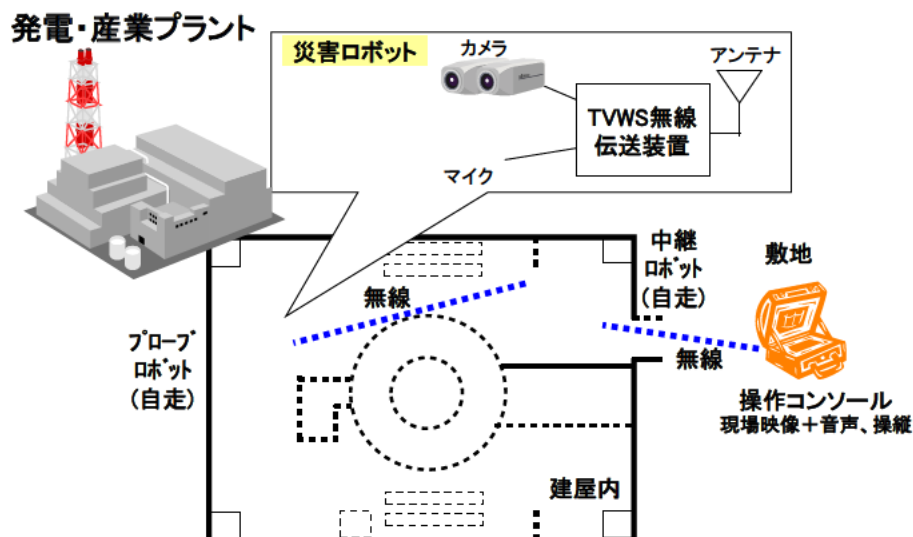 発電・産業プラント
災害ロボット
カメラ
アンテナ
TVWS無線
伝送装置
マイク
中継
ﾛﾎﾞｯﾄ
(自走)
敷地
無線
ﾌﾟﾛｰﾌﾞ
ﾛﾎﾞｯﾄ
(自走)
無線
操作コンソール
現場映像＋音声、操縦
建屋内